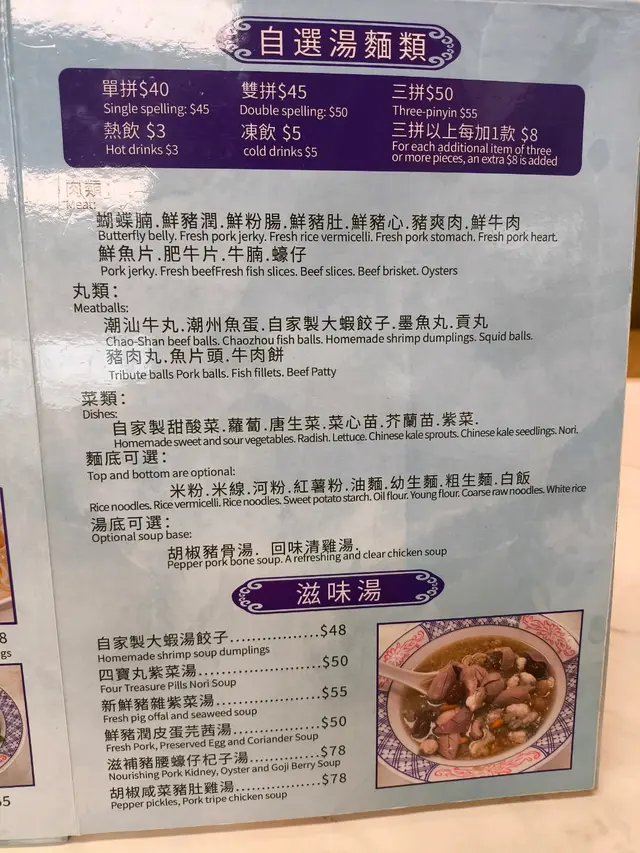 自選湯麵類
單拼$40 雙拼$45 三拼$50
Single spelling: $45 Double spelling: $50 Three-pinyin $55
熱飲 $3 凍飲 $5 三拼以上每加1款 $8
Hot drinks $3 cold drinks $5 For each additional item of three
or more pieces, an extra $8 is added
肉類：
Meat:
蝴蝶腩.鮮豬潤.鮮粉腸.鮮豬肚.鮮豬心.豬爽肉.鮮牛肉
Butterfly belly. Fresh pork jerky. Fresh rice vermicelli. Fresh pork stomach. Fresh pork heart.
鮮魚片.肥牛片.牛腩.蠔仔
Pork jerky. Fresh beefFresh fish slices. Beef slices. Beef brisket. Oysters
丸類：
Meatballs:
潮汕牛丸.潮州魚蛋.自家製大蝦餃子.墨魚丸.貢丸
Chao-Shan beef balls. Chaozhou fish balls. Homemade shrimp dumplings. Squid balls.
豬肉丸.魚片頭.牛肉餅
Tribute balls Pork balls. Fish fillets. Beef Patty
菜類：
Dishes:
自家製甜酸菜.蘿蔔.唐生菜.菜心苗.芥蘭苗.紫菜.
Homemade sweet and sour vegetables. Radish. Lettuce. Chinese kale sprouts. Chinese kale seedlings. Nori.
麵底可選：
Top and bottom are optional:
米粉.米線.河粉.紅薯粉.油麵.幼生麵.粗生麵.白飯
Rice noodles. Rice vermicelli. Rice noodles. Sweet potato starch. Oil flour. Young flour. Coarse raw noodles. White rice
湯底可選：
Optional soup base:
胡椒豬骨湯. 回味清雞湯.
Pepper pork bone soup. A refreshing and clear chicken soup
滋味湯
自家製大蝦湯餃子.................$48
Homemade shrimp soup dumplings
四寶丸紫菜湯.......................$50
Four Treasure Pills Nori Soup
新鮮豬雜紫菜湯....................$55
Fresh pig offal and seaweed soup
鮮豬潤皮蛋芫茜湯.................$50
Fresh Pork, Preserved Egg and Coriander Soup
滋補豬腰蠔仔杞子湯..............$78
Nourishing Pork Kidney, Oyster and Goji Berry Soup
胡椒咸菜豬肚雞湯.................$78
Pepper pickles, Pork tripe chicken soup
8
gs
55